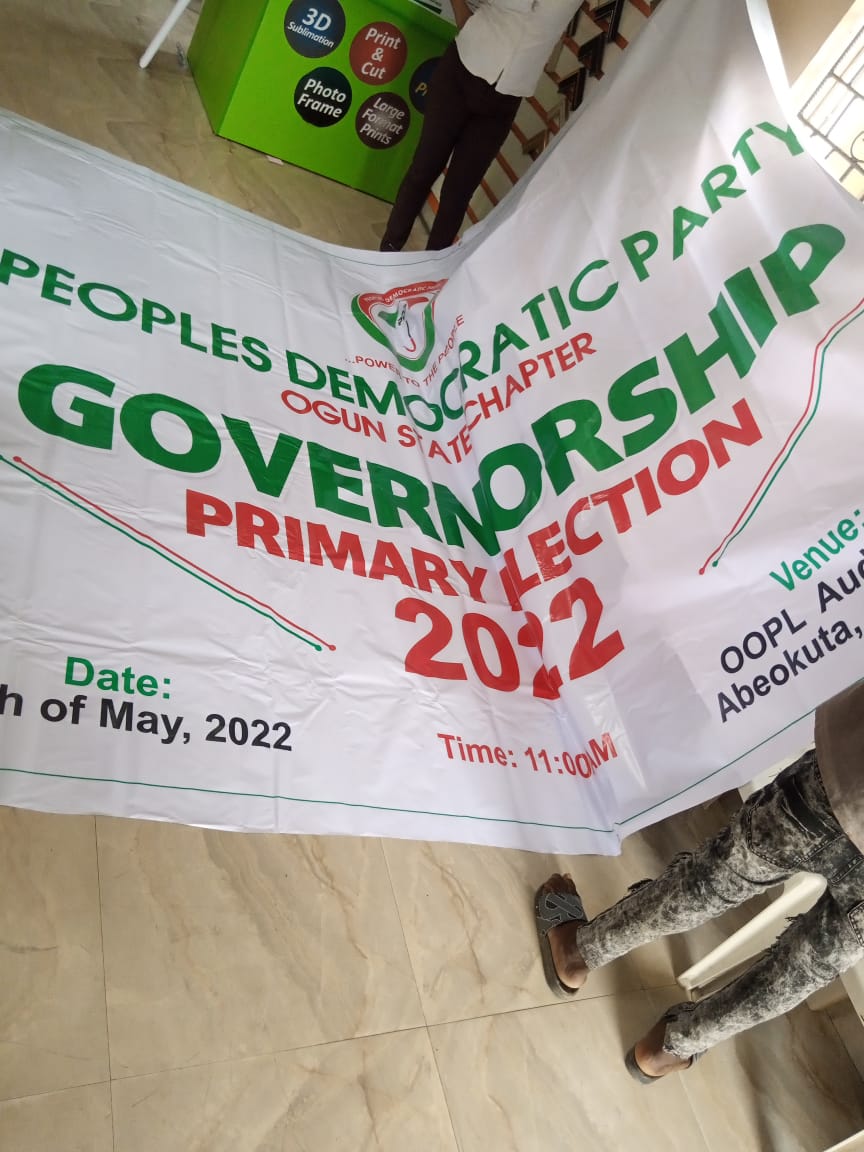 3D
Sublimation
Print
&
Cut
Photo
Frame
Large
Format
Prints
PEOPLES DEMOCRATIC PARTY
...POWER TO THE PEOPLE
OGUN STATE CHAPTER
GOVERNORSHIP
PRIMARY ELECTION
2022
Date:
h of May, 2022
Time: 11:00AM
Venue:
OOPL Aud
Abeokuta,